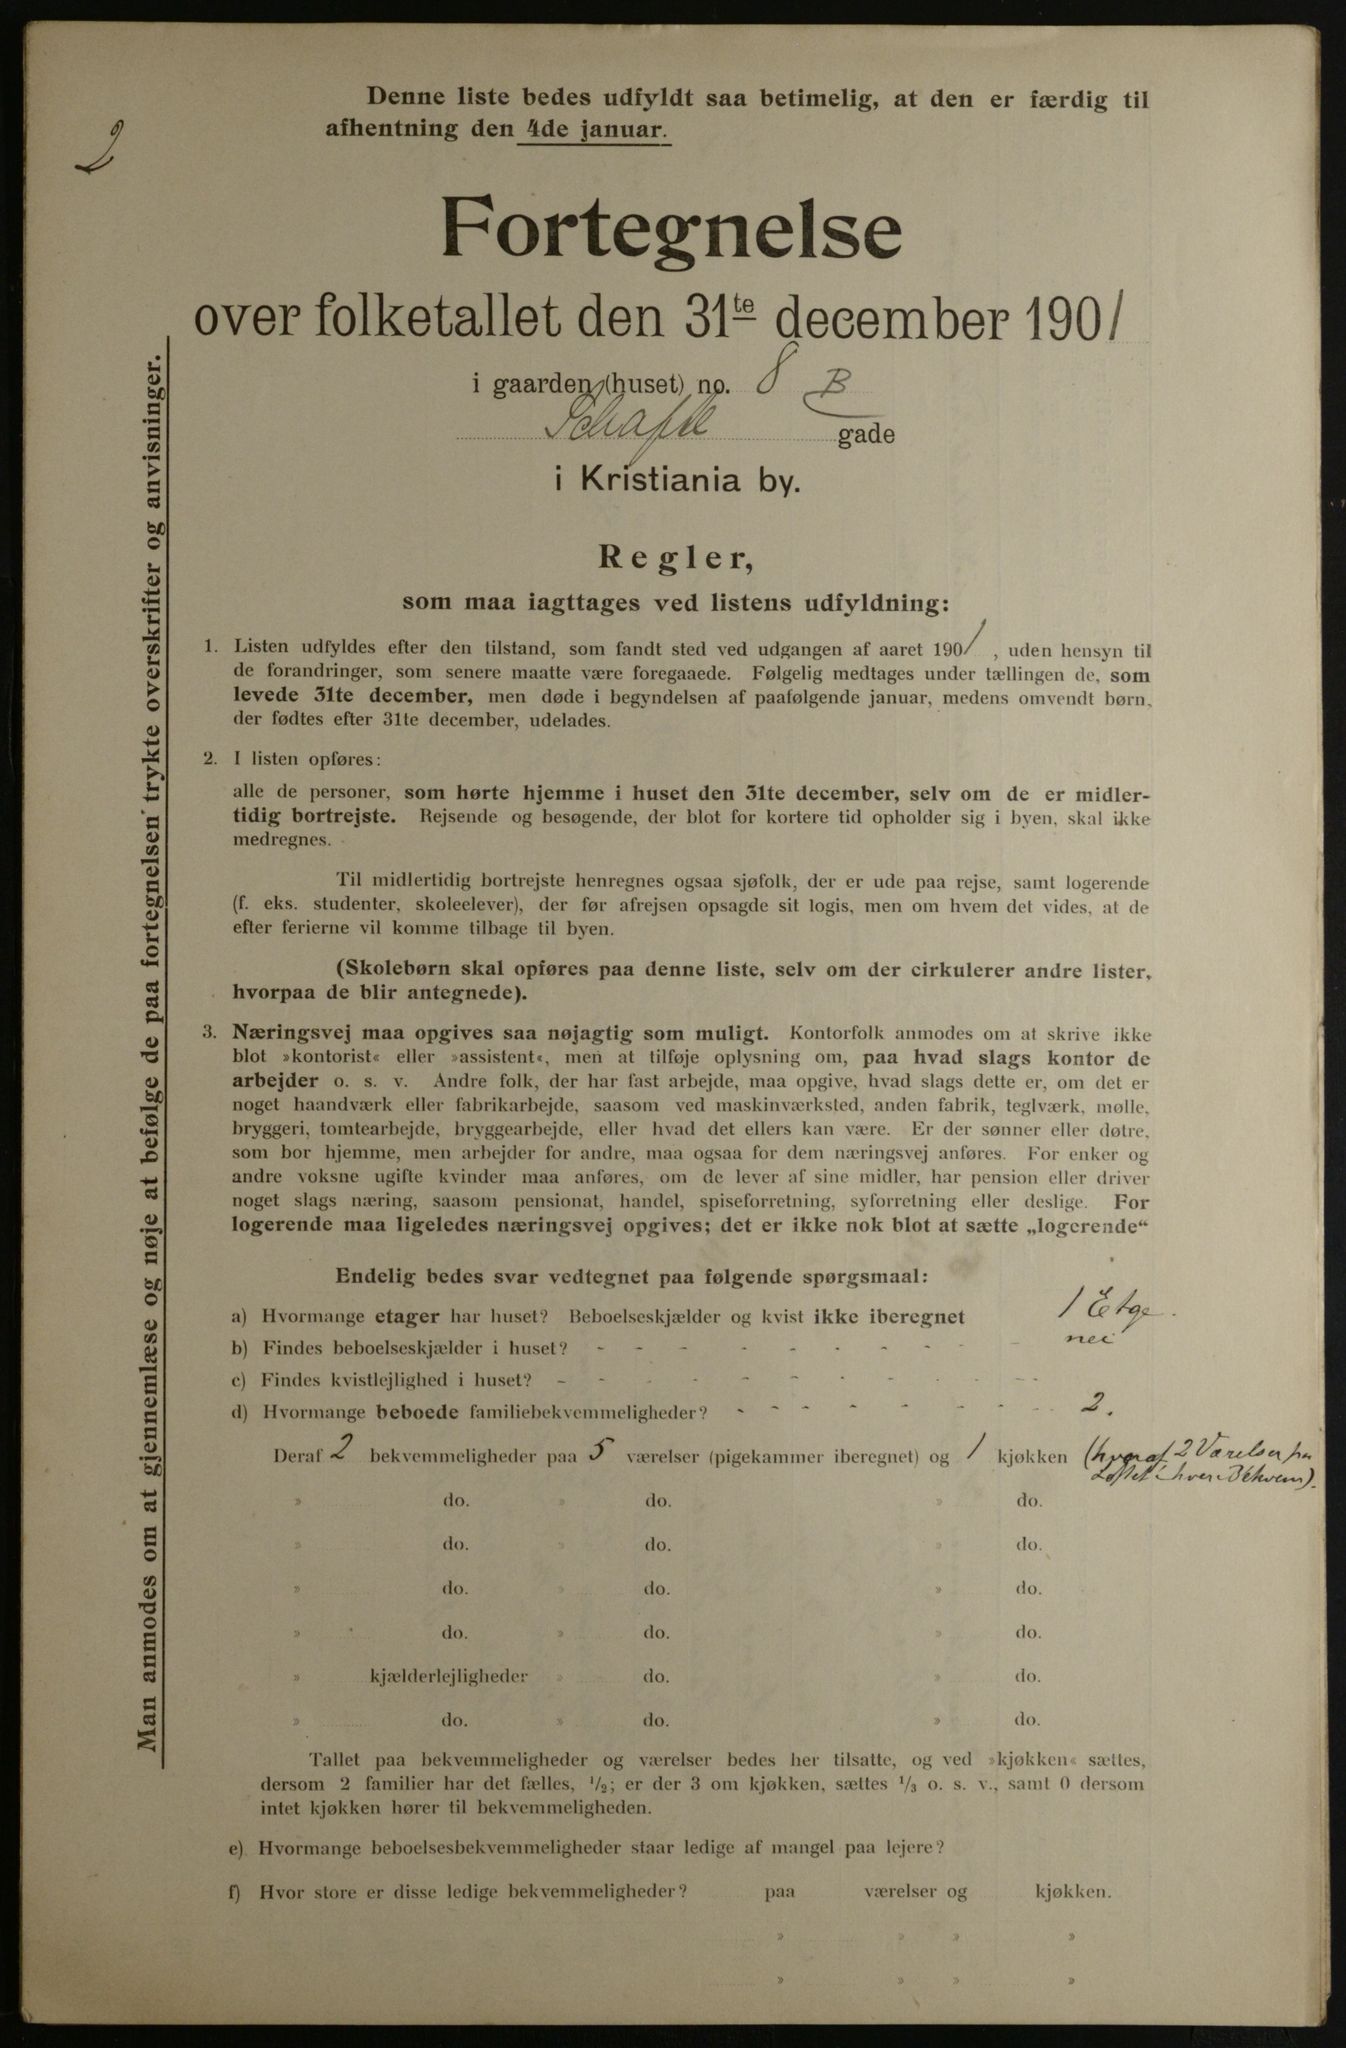 2
Denne liste bedes udfyldt saa betimelig, at den er færdig til
afhentning den 4de januar.
Fortegnelse
over folketallet den 31te december 1901
i gaarden (huset) no. 8 B
gade
i Kristiania by.
Regler,
som maa iagttages ved listens udfyldning:
1. Listen udfyldes efter den tilstand, som fandt sted ved udgangen af aaret 1901, uden hensyn til
de forandringer, som senere maatte være foregaaede. Følgelig medtages under tællingen de, som
levede 31te december, men døde i begyndelsen af paafølgende januar, medens omvendt børn,
der fødtes efter 31te december, udelades.
2. I listen opføres:
alle de personer, som hørte hjemme i huset den 31te december, selv om de er midler-
tidig bortrejste. Rejsende og besøgende, der blot for kortere tid opholder sig i byen, skal ikke
medregnes.
Til midlertidig bortrejste henregnes ogsaa sjøfolk, der er ude paa rejse, samt logerende
(f. eks. studenter, skoleelever), der før afrejsen opsagde sit logis, men om hvem det vides, at de
efter ferierne vil komme tilbage til byen.
(Skolebørn skal opføres paa denne liste, selv om der cirkulerer andre lister,
hvorpaa de blir antegnede).
3. Næringsvej maa opgives saa nøjagtig som muligt. Kontorfolk anmodes om at skrive ikke
blot »kontorist« eller »assistent«, men at tilføje oplysning om, paa hvad slags kontor de
arbejder o. s. v. Andre folk, der har fast arbejde, maa opgive, hvad slags dette er, om det er
noget haandværk eller fabrikarbejde, saasom ved maskinværksted, anden fabrik, teglværk, mølle,
bryggeri, tomtearbejde, bryggearbejde, eller hvad det ellers kan være. Er der sønner eller døtre,
som bor hjemme, men arbejder for andre, maa ogsaa for dem næringsvej anføres. For enker og
andre voksne ugifte kvinder maa anføres, om de lever af sine midler, har pension eller driver
noget slags næring, saasom pensionat, handel, spiseforretning, syforretning eller deslige. For
logerende maa ligeledes næringsvej opgives; det er ikke nok blot at sætte „logerende“
Endelig bedes svar vedtegnet paa følgende spørgsmaal:
a) Hvormange etager har huset? Beboelseskjælder og kvist ikke iberegnet 1 Etge.
b) Findes beboelseskjælder i huset? - - - - - - - - - nei
c) Findes kvistlejlighed i huset? - - - - - - - - - -
d) Hvormange beboede familiebekvemmeligheder? - - - - - - - - 2.
Deraf 2 bekvemmeligheder paa 5 værelser (pigekammer iberegnet) og 1 kjøkken (hvoraf 2 Værelser paa
Loftet i hver Bekvem).
» do. » do. » do.
» do. » do. » do.
» do. » do. » do.
» do. » do. » do.
» kjælderlejligheder » do. » do.
» do. » do. » do.
Tallet paa bekvemmeligheder og værelser bedes her tilsatte, og ved »kjøkken« sættes,
dersom 2 familier har det fælles, 1/2; er der 3 om kjøkken, sættes 1/3 o. s. v., samt 0 dersom
intet kjøkken hører til bekvemmeligheden.
e) Hvormange beboelsesbekvemmeligheder staar ledige af mangel paa lejere?
f) Hvor store er disse ledige bekvemmeligheder? paa værelser og kjøkken.
» » » »
» » » »
Man anmodes om at gjennemlæse og nøje at befølge de paa fortegnelsen trykte overskrifter og anvisninger.